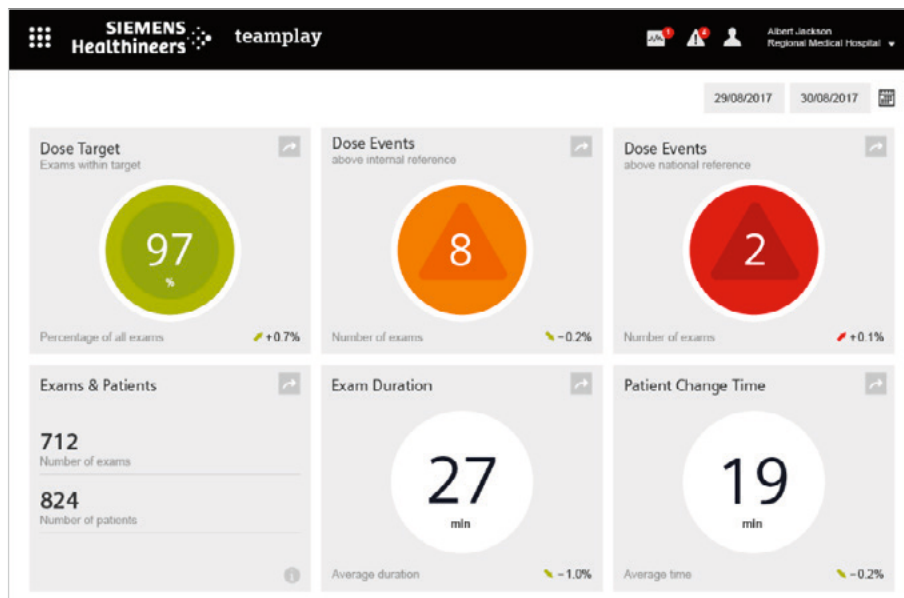 SIEMENS
Healthineers
teamplay
1
4
Albert Jackson
Regional Medical Hospital
29/08/2017
30/08/2017
Dose Target
Exams within target
97
%
Percentage of all exams
+0.7%
Dose Events
above internal reference
8
Number of exams
−0.2%
Dose Events
above national reference
2
Number of exams
+0.1%
Exams & Patients
712
Number of exams
824
Number of patients
Exam Duration
27
min
Average duration
−1.0%
Patient Change Time
19
min
Average time
−0.2%